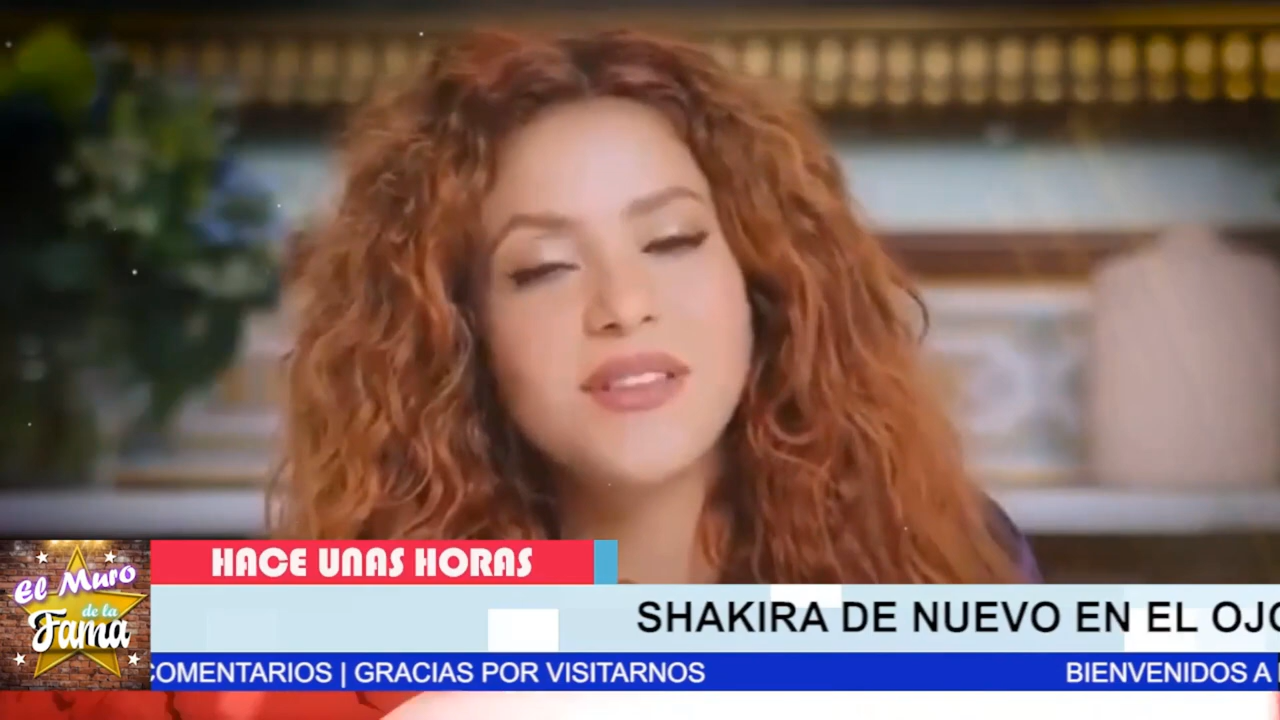 HACE UNAS HORAS
El Muro
de la
Fama
SHAKIRA DE NUEVO EN EL
COMENTARIOS | GRACIAS POR VISITARNOS BIENVENIDOS A